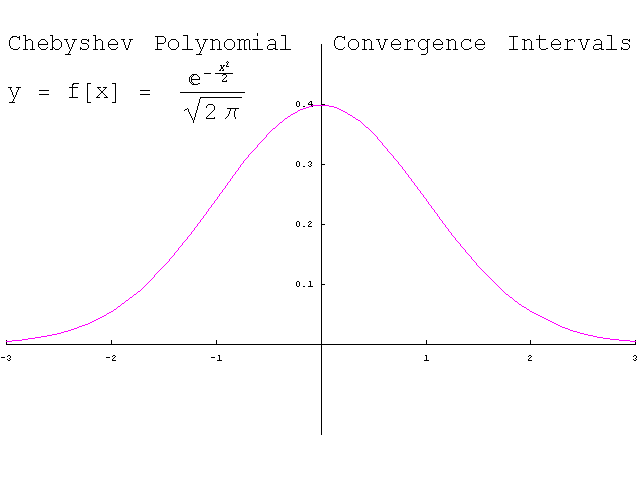 Chebyshev Polynomial Convergence Intervals
y = f[x] = e^(-x²/2) / √(2 π)
0.4
0.3
0.2
0.1
-3 -2 -1 1 2 3